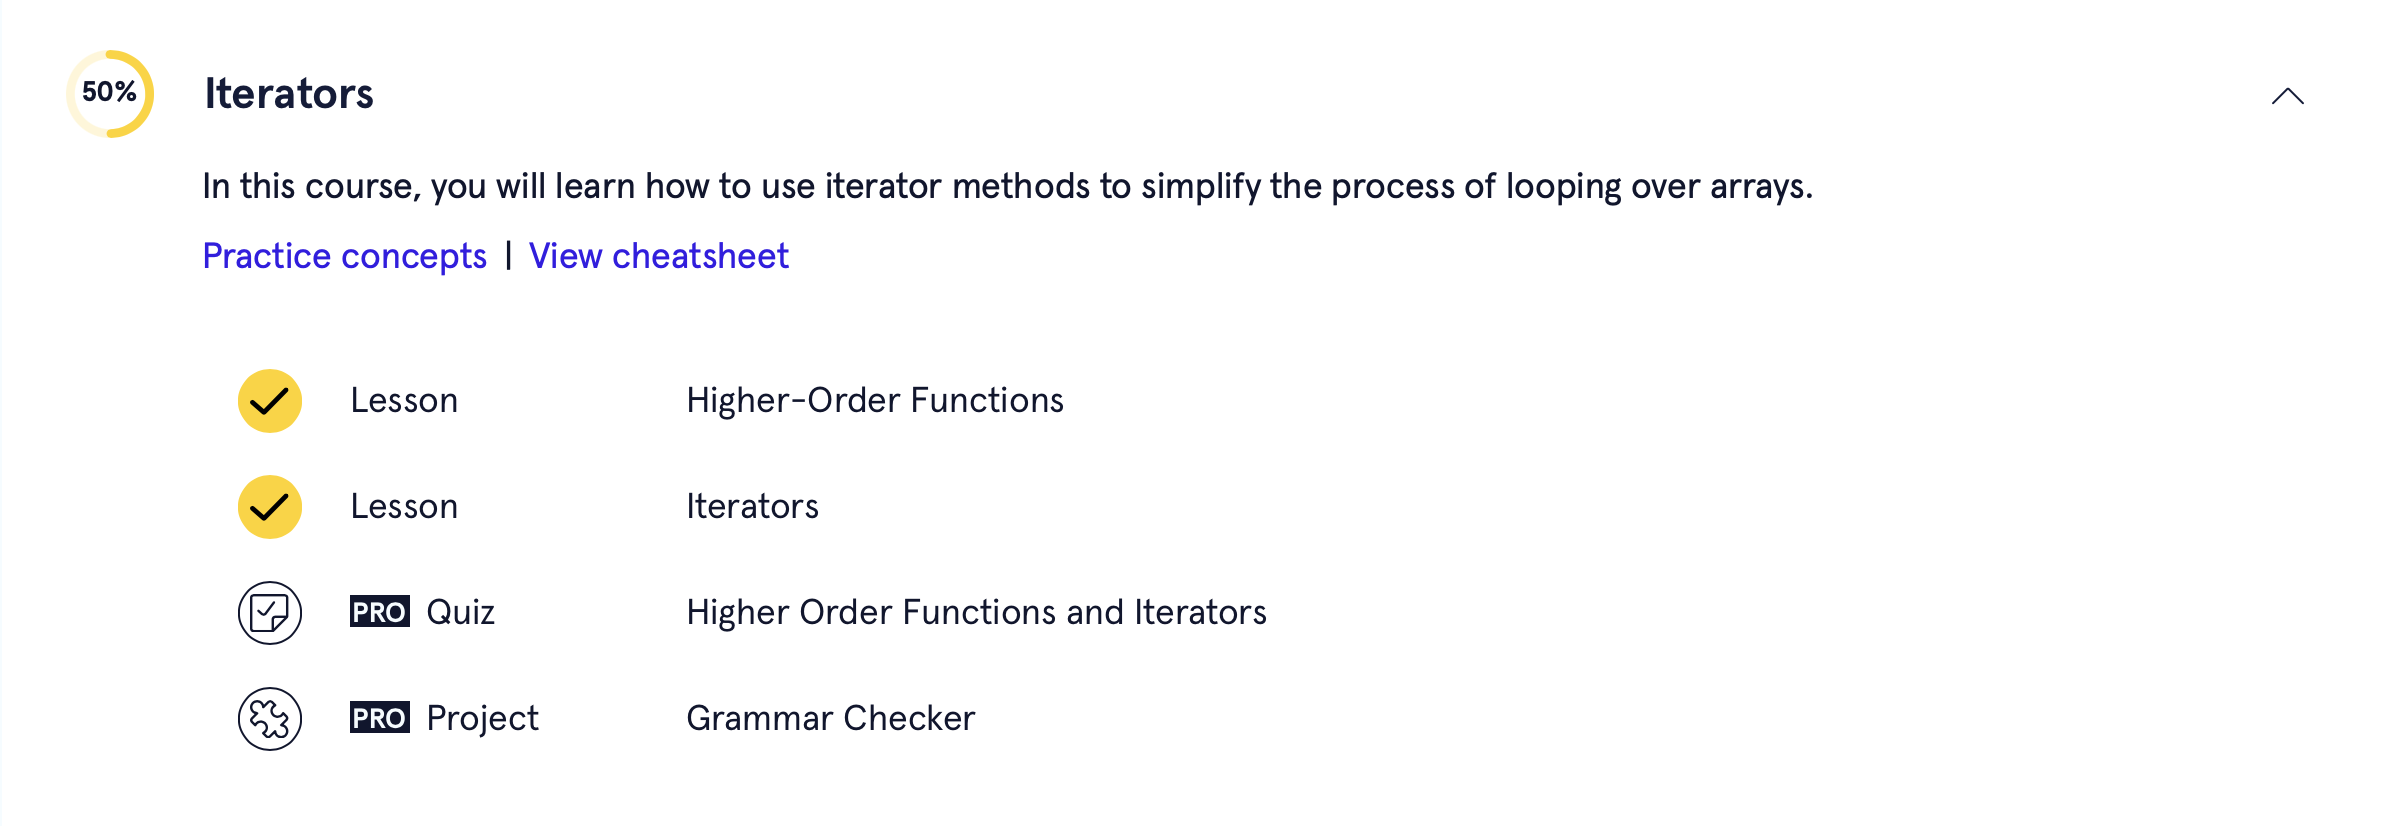 50% Iterators
In this course, you will learn how to use iterator methods to simplify the process of looping over arrays.
Practice concepts | View cheatsheet
Lesson Higher-Order Functions
Lesson Iterators
PRO Quiz Higher Order Functions and Iterators
PRO Project Grammar Checker